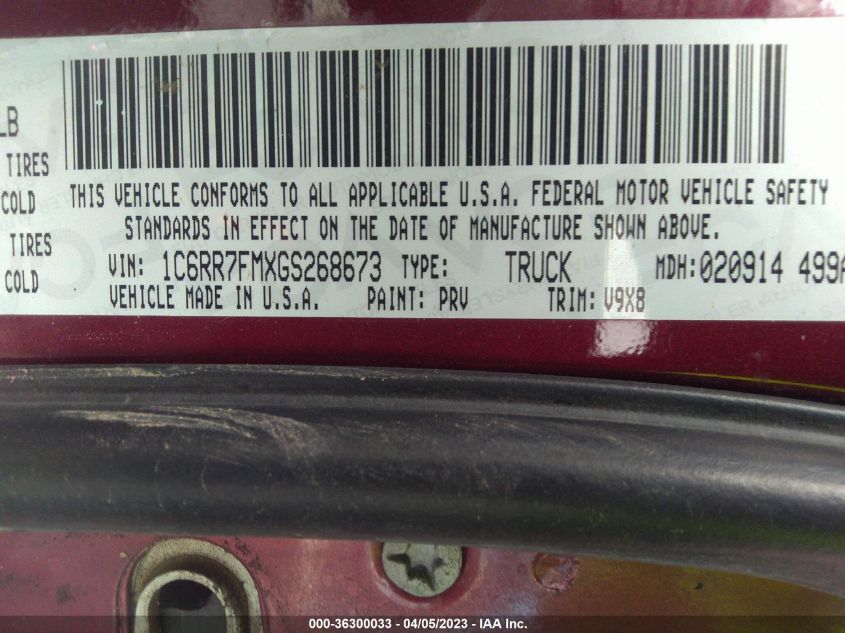 LB
TIRES
COLD
TIRES
COLD
THIS VEHICLE CONFORMS TO ALL APPLICABLE U.S.A. FEDERAL MOTOR VEHICLE SAFETY
STANDARDS IN EFFECT ON THE DATE OF MANUFACTURE SHOWN ABOVE.
VIN: 1C6RR7FMXGS268673 TYPE: TRUCK MDH:020914 499A
VEHICLE MADE IN U.S.A. PAINT: PRV TRIM: V9X8
000-36300033 - 04/05/2023 - IAA Inc.